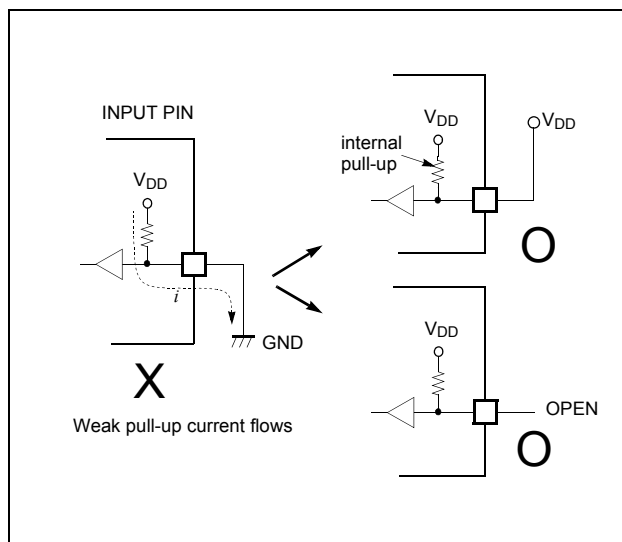 INPUT PIN
VDD
i
GND
X
Weak pull-up current flows
VDD
VDD
internal
pull-up
O
VDD
OPEN
O